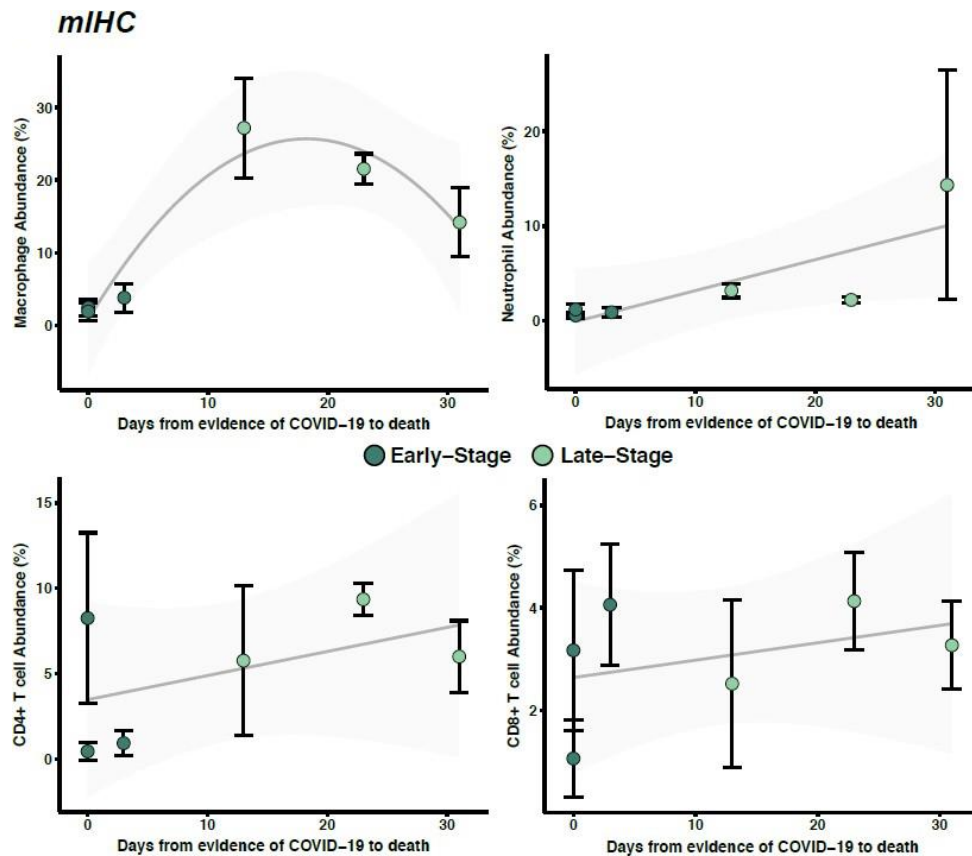 mIHC
Macrophage Abundance (%)
30
20
10
0
0 10 20 30
Days from evidence of COVID−19 to death
Neutrophil Abundance (%)
20
10
0
0 10 20 30
Days from evidence of COVID−19 to death
Early−Stage Late−Stage
CD4+ T cell Abundance (%)
15
10
5
0
0 10 20 30
Days from evidence of COVID−19 to death
CD8+ T cell Abundance (%)
6
4
2
0 10 20 30
Days from evidence of COVID−19 to death